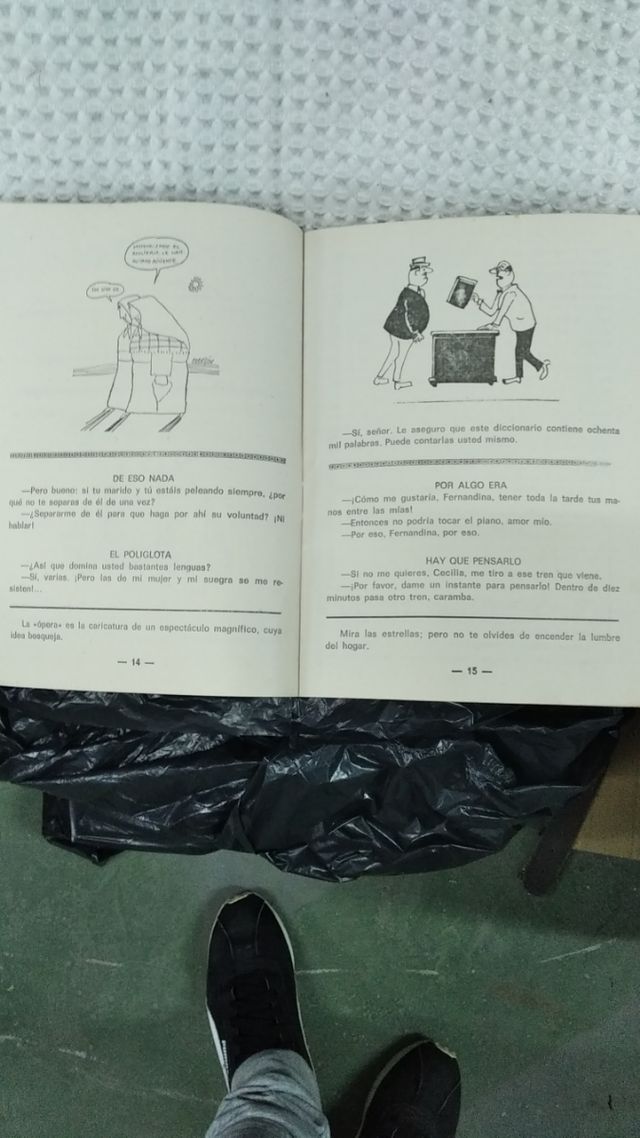 DE ESO NADA
—Pero bueno: si tu marido y tú estáis peleando siempre, ¿por
qué no te separas de él de una vez?
—¿Separarme de él para que haga por ahí su voluntad? ¡Ni
hablar!
EL POLIGLOTA
—¿Así que domina usted bastantes lenguas?
—Sí, varias. ¡Pero las de mi mujer y mi suegra se me re-
sisten!...
La «ópera» es la caricatura de un espectáculo magnífico, cuya
idea bosqueja.
— 14 —
—Sí, señor. Le aseguro que este diccionario contiene ochenta
mil palabras. Puede contarlas usted mismo.
POR ALGO ERA
—¡Cómo me gustaría, Fernandina, tener toda la tarde tus ma-
nos entre las mías!
—Entonces no podría tocar el piano, amor mío.
—Por eso, Fernandina, por eso.
HAY QUE PENSARLO
—Si no me quieres, Cecilia, me tiro a ese tren que viene.
—¡Por favor, dame un instante para pensarlo! Dentro de diez
minutos pasa otro tren, caramba.
Mira las estrellas; pero no te olvides de encender la lumbre
del hogar.
— 15 —